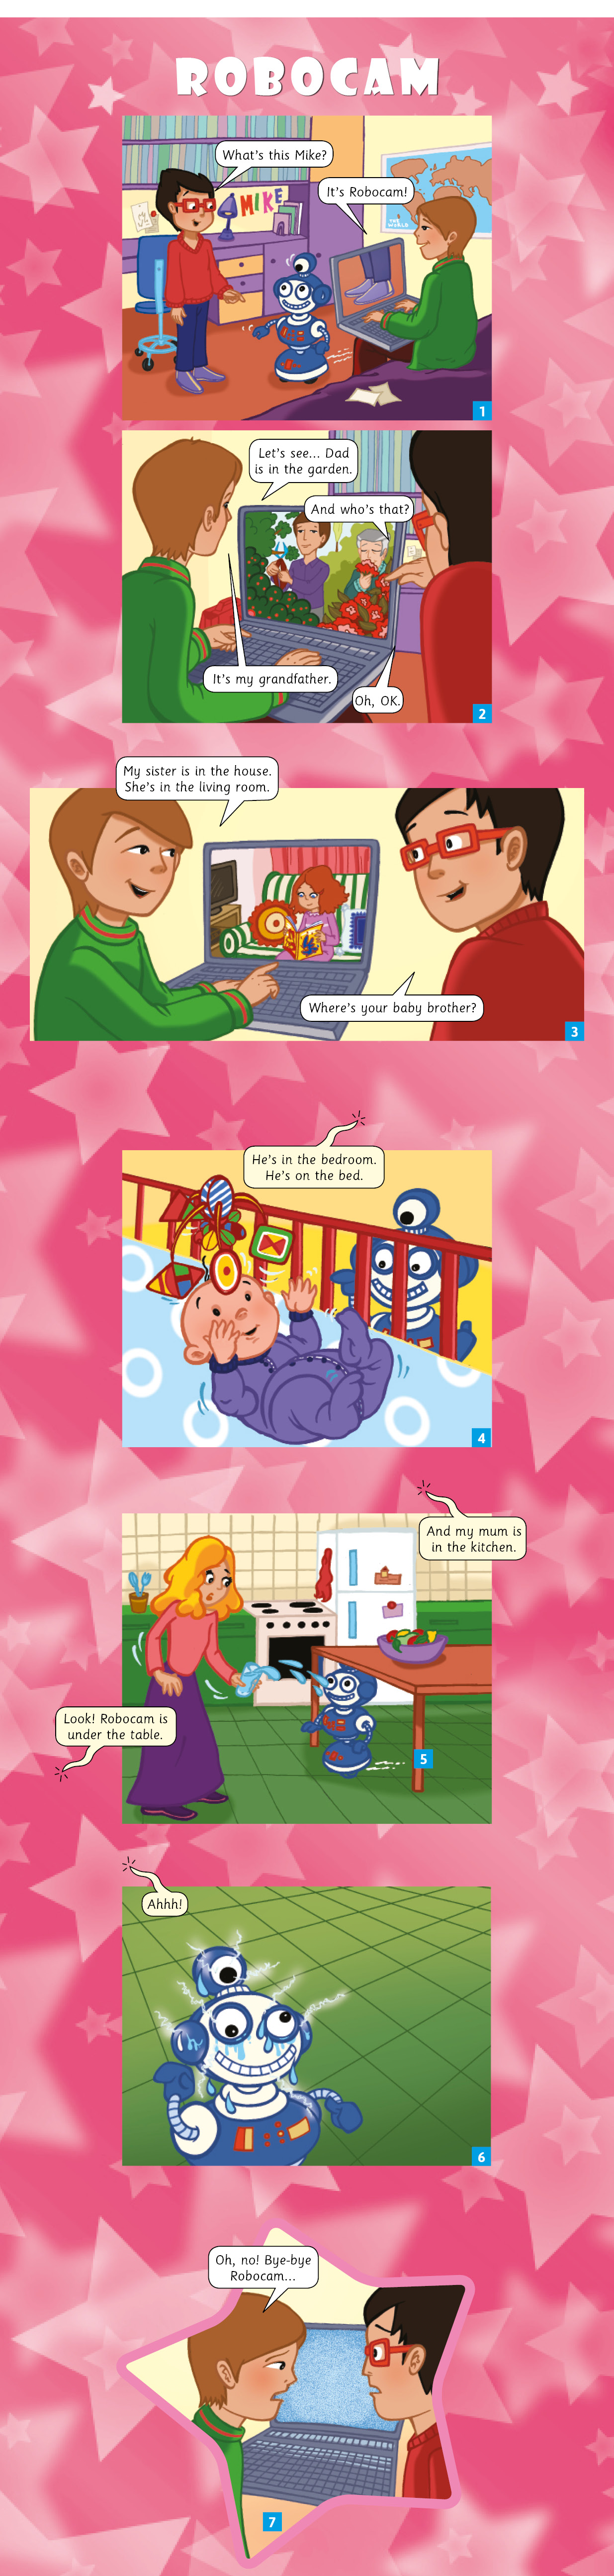 ROBOCAM
What's this Mike?
It's Robocam!
MIKE
THE
WORLD
1
Let's see... Dad
is in the garden.
And who's that?
It's my grandfather.
Oh, OK.
2
My sister is in the house.
She's in the living room.
Where's your baby brother?
3
He's in the bedroom.
He's on the bed.
4
And my mum is
in the kitchen.
Look! Robocam is
under the table.
5
Ahhh!
6
Oh, no! Bye-bye
Robocam...
7